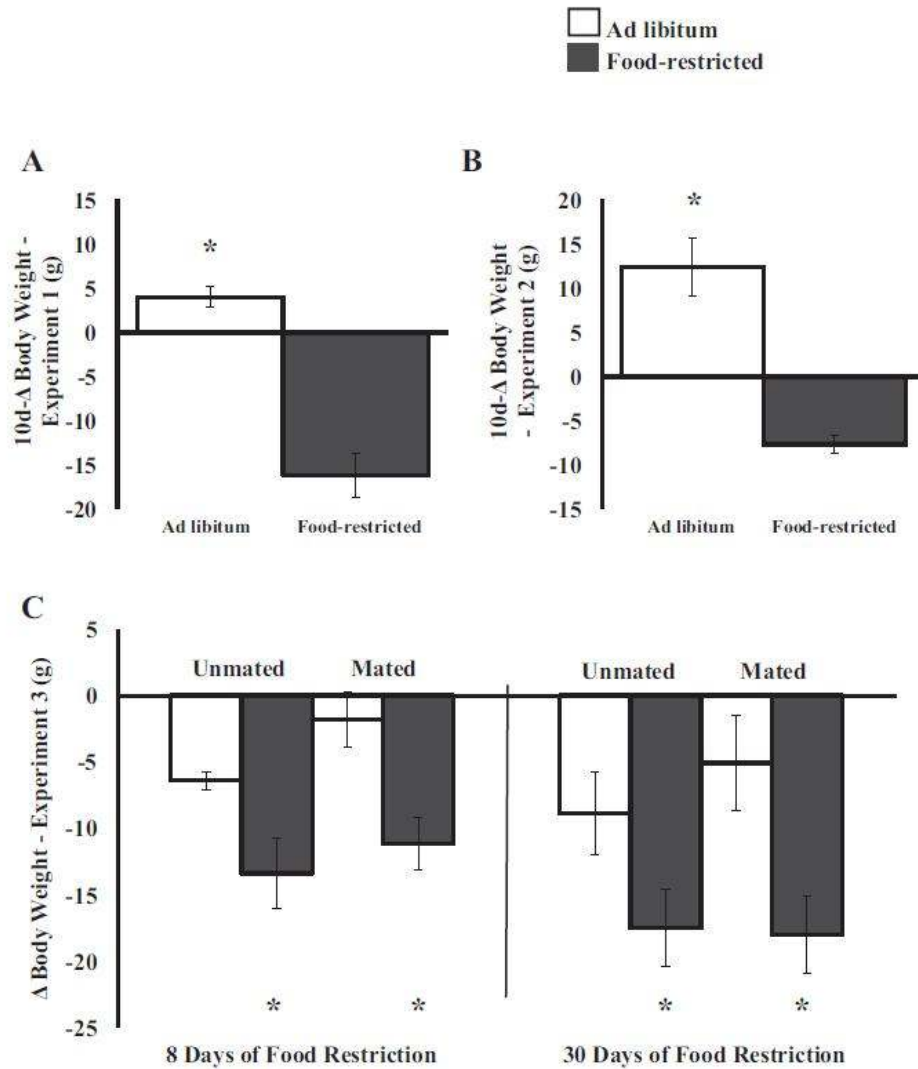 Ad libitum
Food-restricted
A
10d-Δ Body Weight -
Experiment 1 (g)
15
10
5
0
-5
-10
-15
-20
*
Ad libitum
Food-restricted
B
10d-Δ Body Weight
- Experiment 2 (g)
20
15
10
5
0
-5
-10
-15
*
Ad libitum
Food-restricted
C
Δ Body Weight - Experiment 3 (g)
5
0
-5
-10
-15
-20
-25
Unmated
Mated
Unmated
Mated
* * * *
8 Days of Food Restriction
30 Days of Food Restriction